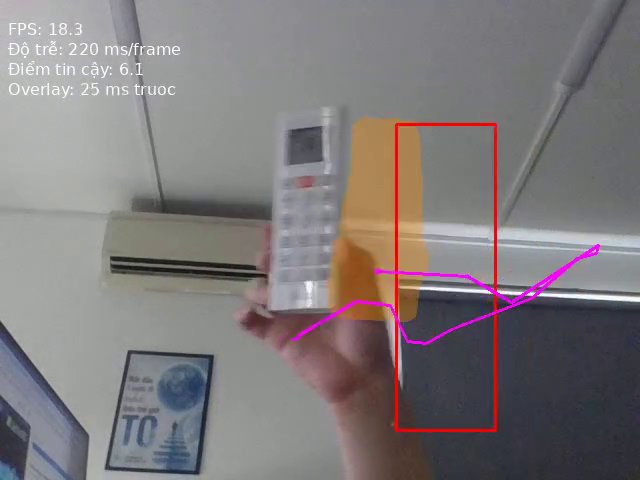 FPS: 18.3
Độ trễ: 220 ms/frame
Điểm tin cậy: 6.1
Overlay: 25 ms truoc
TO